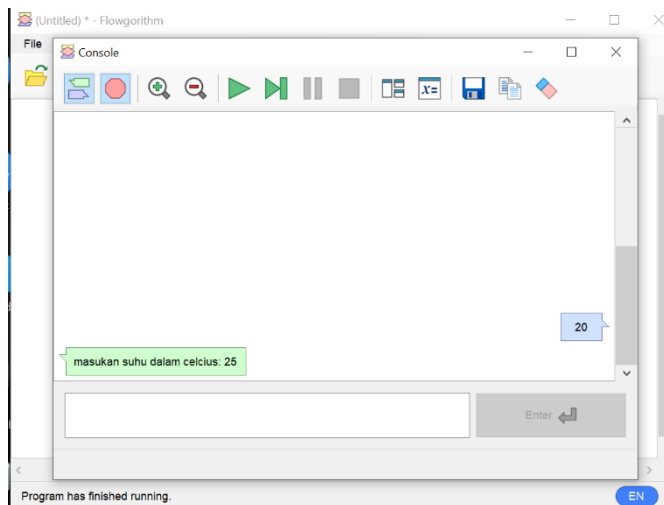 (Untitled) * - Flowgorithm
File
Console
x=
20
masukan suhu dalam celcius: 25
Enter
Program has finished running.
EN